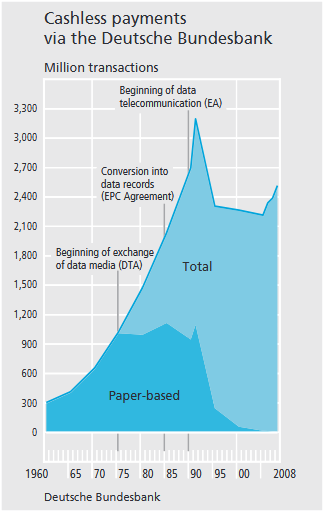 Cashless payments
via the Deutsche Bundesbank
Million transactions
Beginning of data
telecommunication (EA)
3,300
3,000
2,700
Conversion into
data records
(EPC Agreement)
2,400
2,100
Beginning of exchange
of data media (DTA)
1,800
Total
1,500
1,200
900
600
Paper-based
300
0
1960 65 70 75 80 85 90 95 00 2008
Deutsche Bundesbank